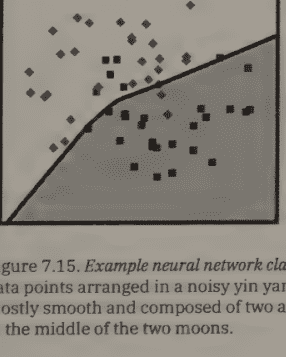 gure 7.15. Example neural network cla
ata points arranged in a noisy yin yan
ostly smooth and composed of two a
the middle of the two moons.